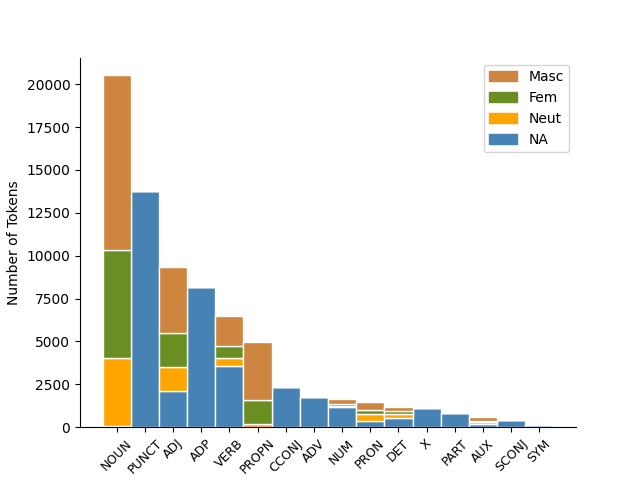 Masc
Fem
Neut
NA
Number of Tokens
20000
17500
15000
12500
10000
7500
5000
2500
0
NOUN
PUNCT
ADJ
ADP
VERB
PROPN
CCONJ
ADV
NUM
PRON
DET
X
PART
AUX
SCONJ
SYM